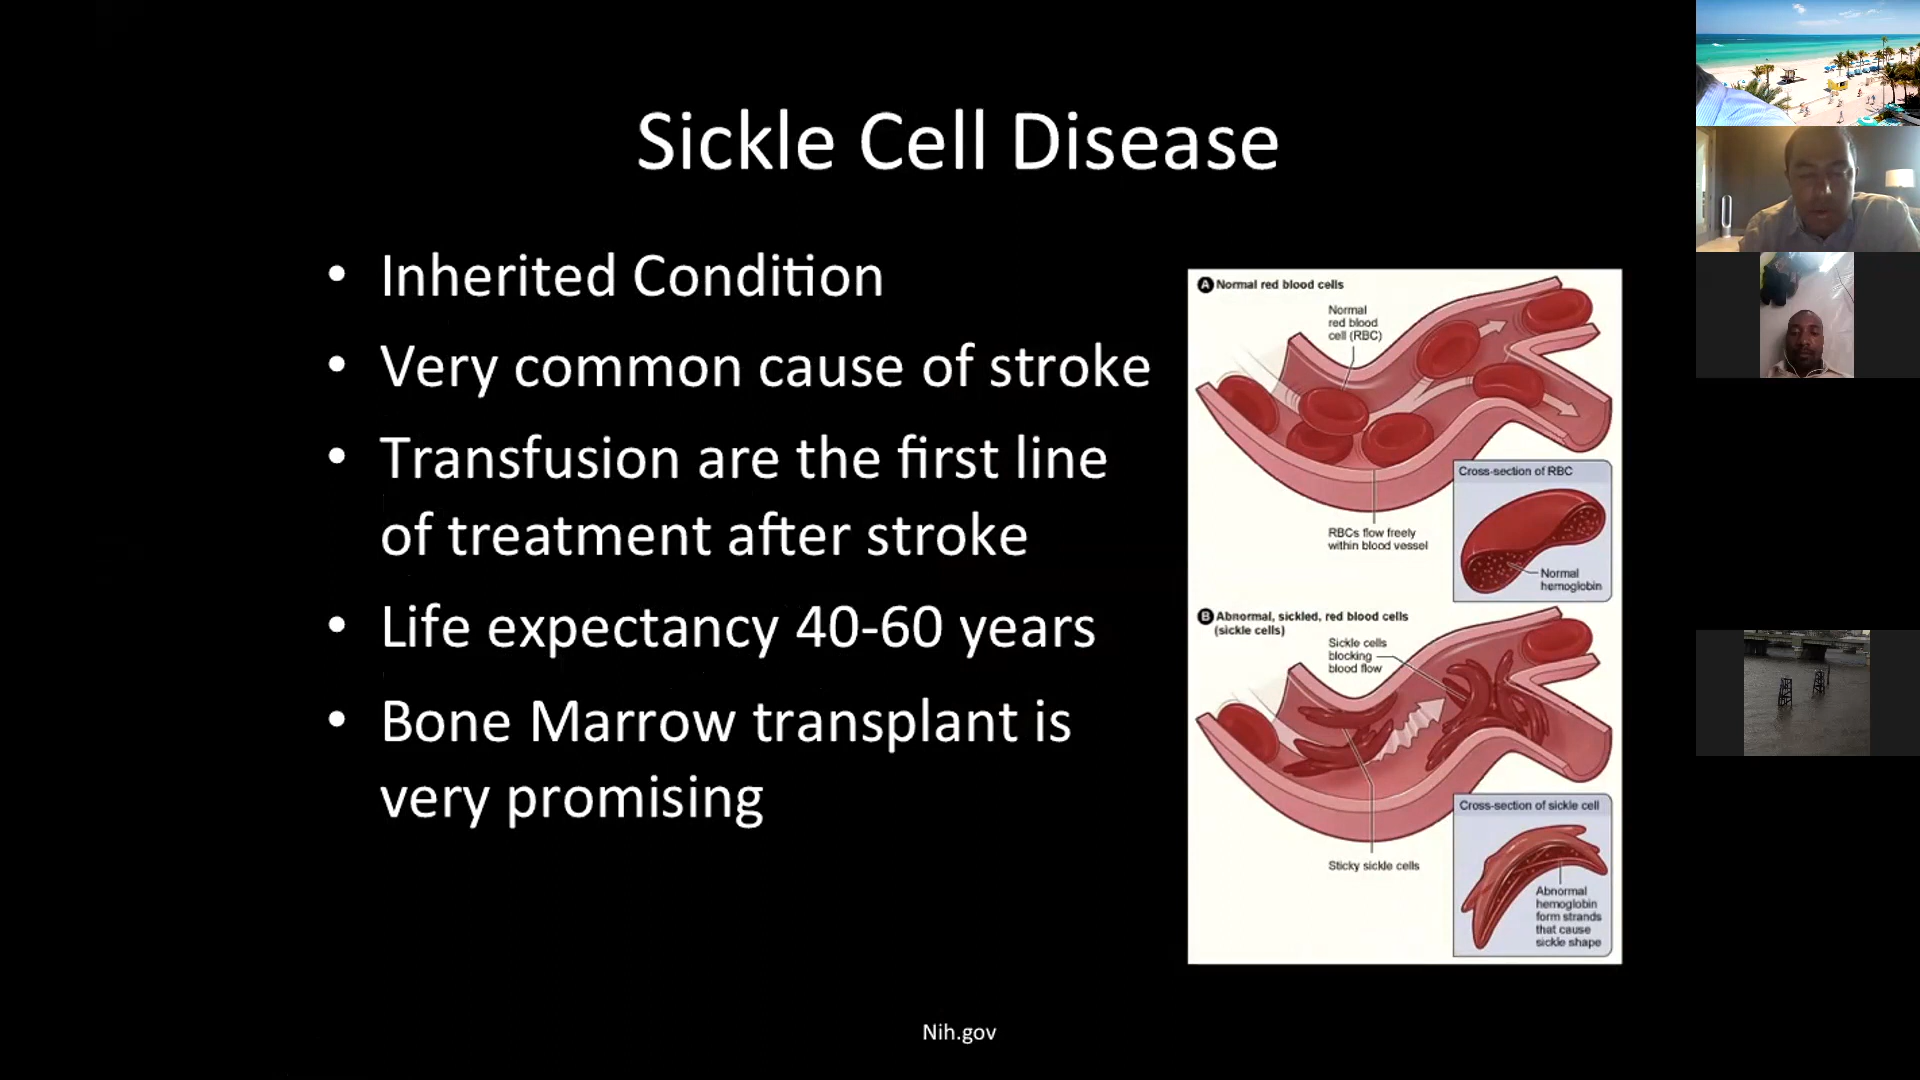 Sickle Cell Disease
• Inherited Condition
• Very common cause of stroke
• Transfusion are the first line
of treatment after stroke
• Life expectancy 40-60 years
• Bone Marrow transplant is
very promising
A Normal red blood cells
Normal
red blood
cell (RBC)
RBCs flow freely
within blood vessel
Cross-section of RBC
Normal
hemoglobin
B Abnormal, sickled, red blood cells
(sickle cells)
Sickle cells
blocking
blood flow
Sticky sickle cells
Cross-section of sickle cell
Abnormal
hemoglobin
form strands
that cause
sickle shape
Nih.gov